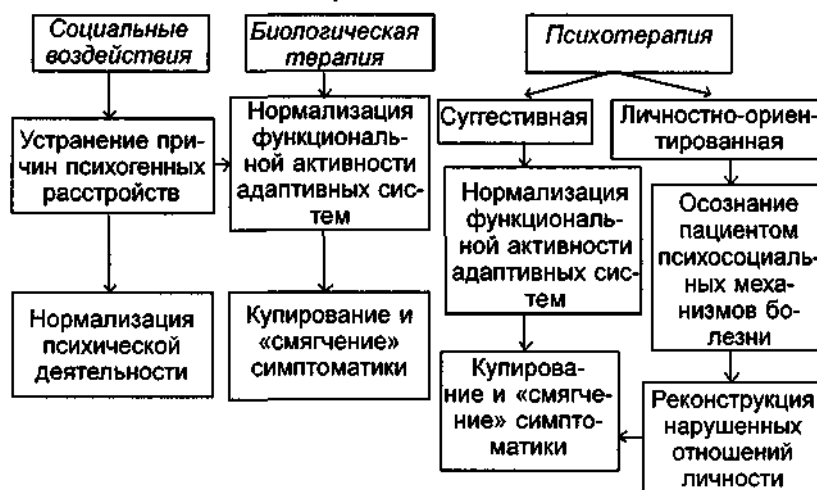 Социальные
воздействия
Биологическая
терапия
Психотерапия
Устранение при-
чин психогенных
расстройств
Нормализация
функциональ-
ной активности
адаптивных сис-
тем
Суггестивная
Личностно-ориен-
тированная
Нормализация
функциональ-
ной активности
адаптивных сис-
тем
Осознание
пациентом
психосоциаль-
ных меха-
низмов бо-
лезни
Нормализация
психической
деятельности
Купирование и
«смягчение»
симптоматики
Купирова-
ние и «смягче-
ние» симпто-
матики
Реконструкция
нарушенных
отношений
личности